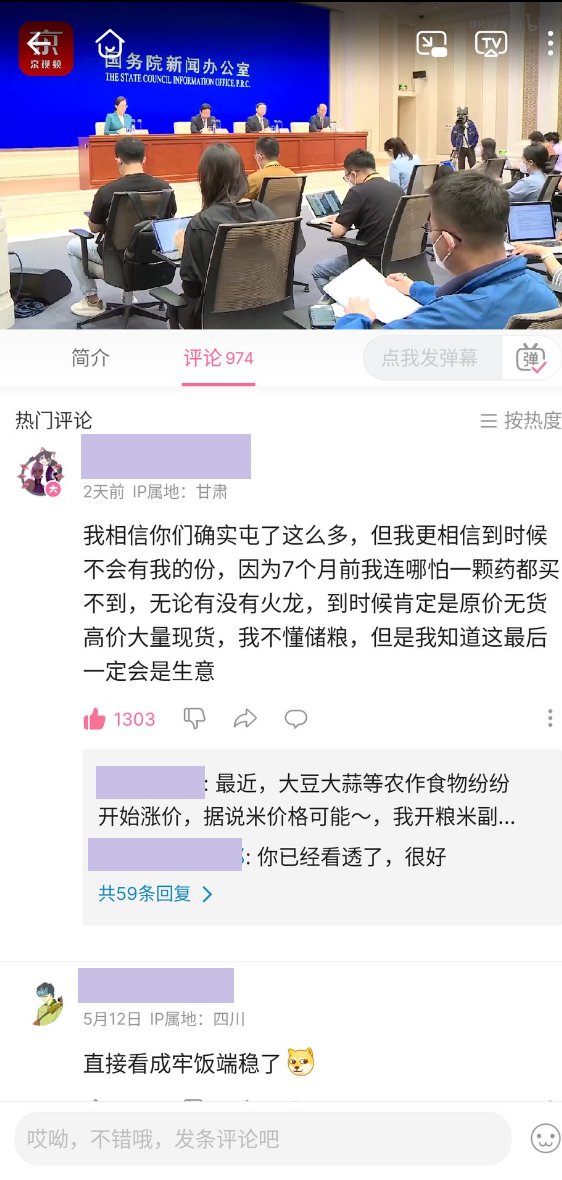 京
京视频
TV
国务院新闻办公室
THE STATE COUNCIL INFORMATION OFFICE, P.R.C.
简介
评论 974
点我发弹幕
弹
热门评论
按热度
大
2天前 IP属地：甘肃
我相信你们确实屯了这么多，但我更相信到时候
不会有我的份，因为7个月前我连哪怕一颗药都买
不到，无论有没有火龙，到时候肯定是原价无货
高价大量现货，我不懂储粮，但是我知道这最后
一定会是生意
1303
: 最近，大豆大蒜等农作食物纷纷
开始涨价，据说米价格可能～，我开粮米副...
: 你已经看透了，很好
共59条回复
5月12日 IP属地：四川
直接看成牢饭端稳了
哎呦，不错哦，发条评论吧